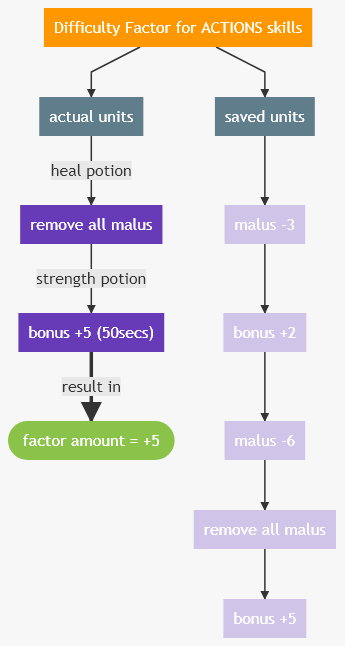 Difficulty Factor for ACTIONS skills
actual units
saved units
heal potion
remove all malus
malus -3
strength potion
bonus +5 (50secs)
bonus +2
result in
factor amount = +5
malus -6
remove all malus
bonus +5